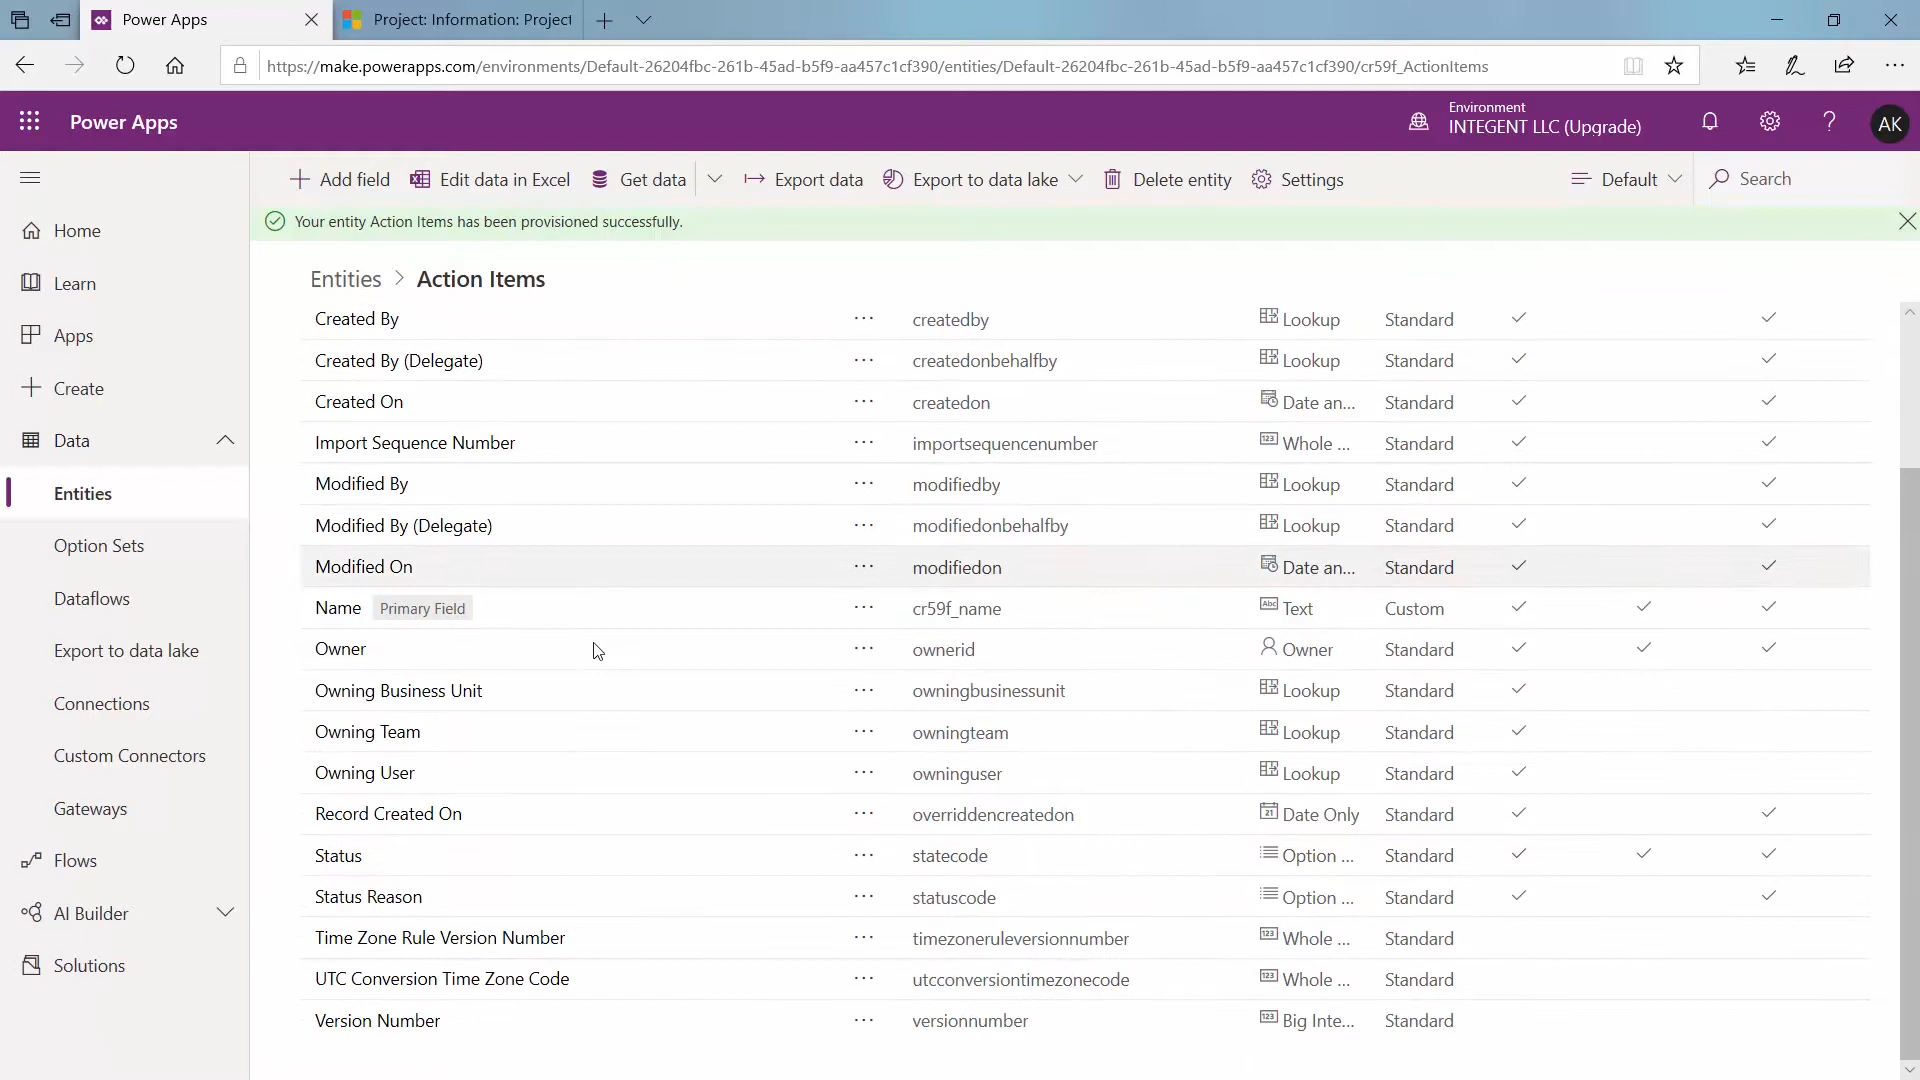 Power Apps
Project: Information: Project
https://make.powerapps.com/environments/Default-26204fbc-261b-45ad-b5f9-aa457c1cf390/entities/Default-26204fbc-261b-45ad-b5f9-aa457c1cf390/cr59f_ActionItems
Power Apps
Environment
INTEGENT LLC (Upgrade)
AK
Add field Edit data in Excel Get data Export data Export to data lake Delete entity Settings Default Search
Your entity Action Items has been provisioned successfully.
Home
Learn
Apps
Create
Data
Entities
Option Sets
Dataflows
Export to data lake
Connections
Custom Connectors
Gateways
Flows
AI Builder
Solutions
Entities > Action Items
Created By ··· createdby Lookup Standard
Created By (Delegate) ··· createdonbehalfby Lookup Standard
Created On ··· createdon Date an... Standard
Import Sequence Number ··· importsequencenumber Whole ... Standard
Modified By ··· modifiedby Lookup Standard
Modified By (Delegate) ··· modifiedonbehalfby Lookup Standard
Modified On ··· modifiedon Date an... Standard
Name Primary Field ··· cr59f_name Text Custom
Owner ··· ownerid Owner Standard
Owning Business Unit ··· owningbusinessunit Lookup Standard
Owning Team ··· owningteam Lookup Standard
Owning User ··· owninguser Lookup Standard
Record Created On ··· overriddencreatedon Date Only Standard
Status ··· statecode Option ... Standard
Status Reason ··· statuscode Option ... Standard
Time Zone Rule Version Number ··· timezoneruleversionnumber Whole ... Standard
UTC Conversion Time Zone Code ··· utcconversiontimezonecode Whole ... Standard
Version Number ··· versionnumber Big Inte... Standard